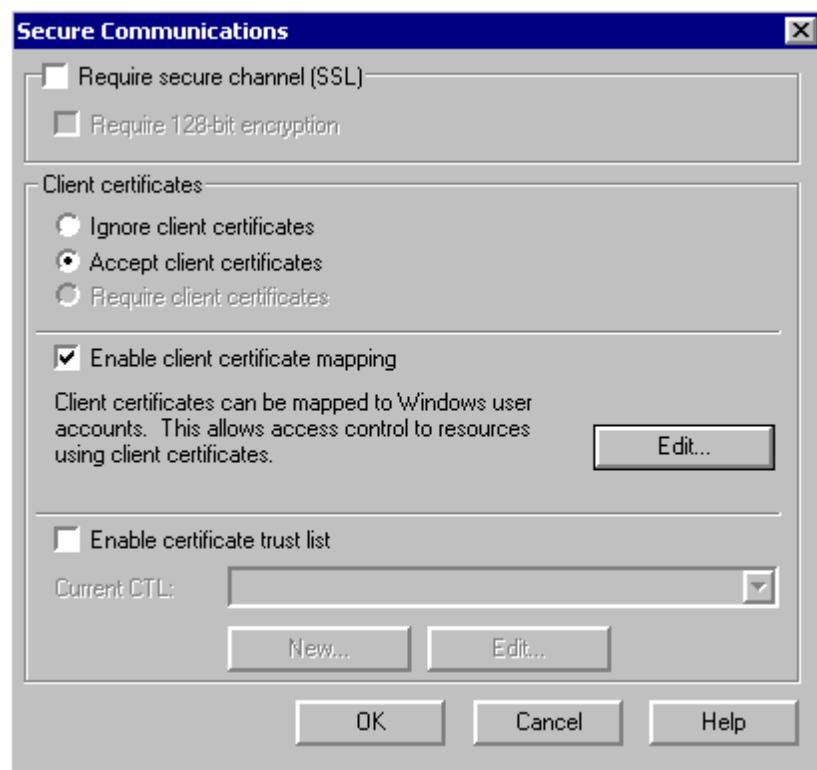 Secure Communications
Require secure channel (SSL)
Require 128-bit encryption
Client certificates
Ignore client certificates
Accept client certificates
Require client certificates
Enable client certificate mapping
Client certificates can be mapped to Windows user
accounts.  This allows access control to resources
using client certificates.
Edit...
Enable certificate trust list
Current CTL:
New...
Edit...
OK
Cancel
Help